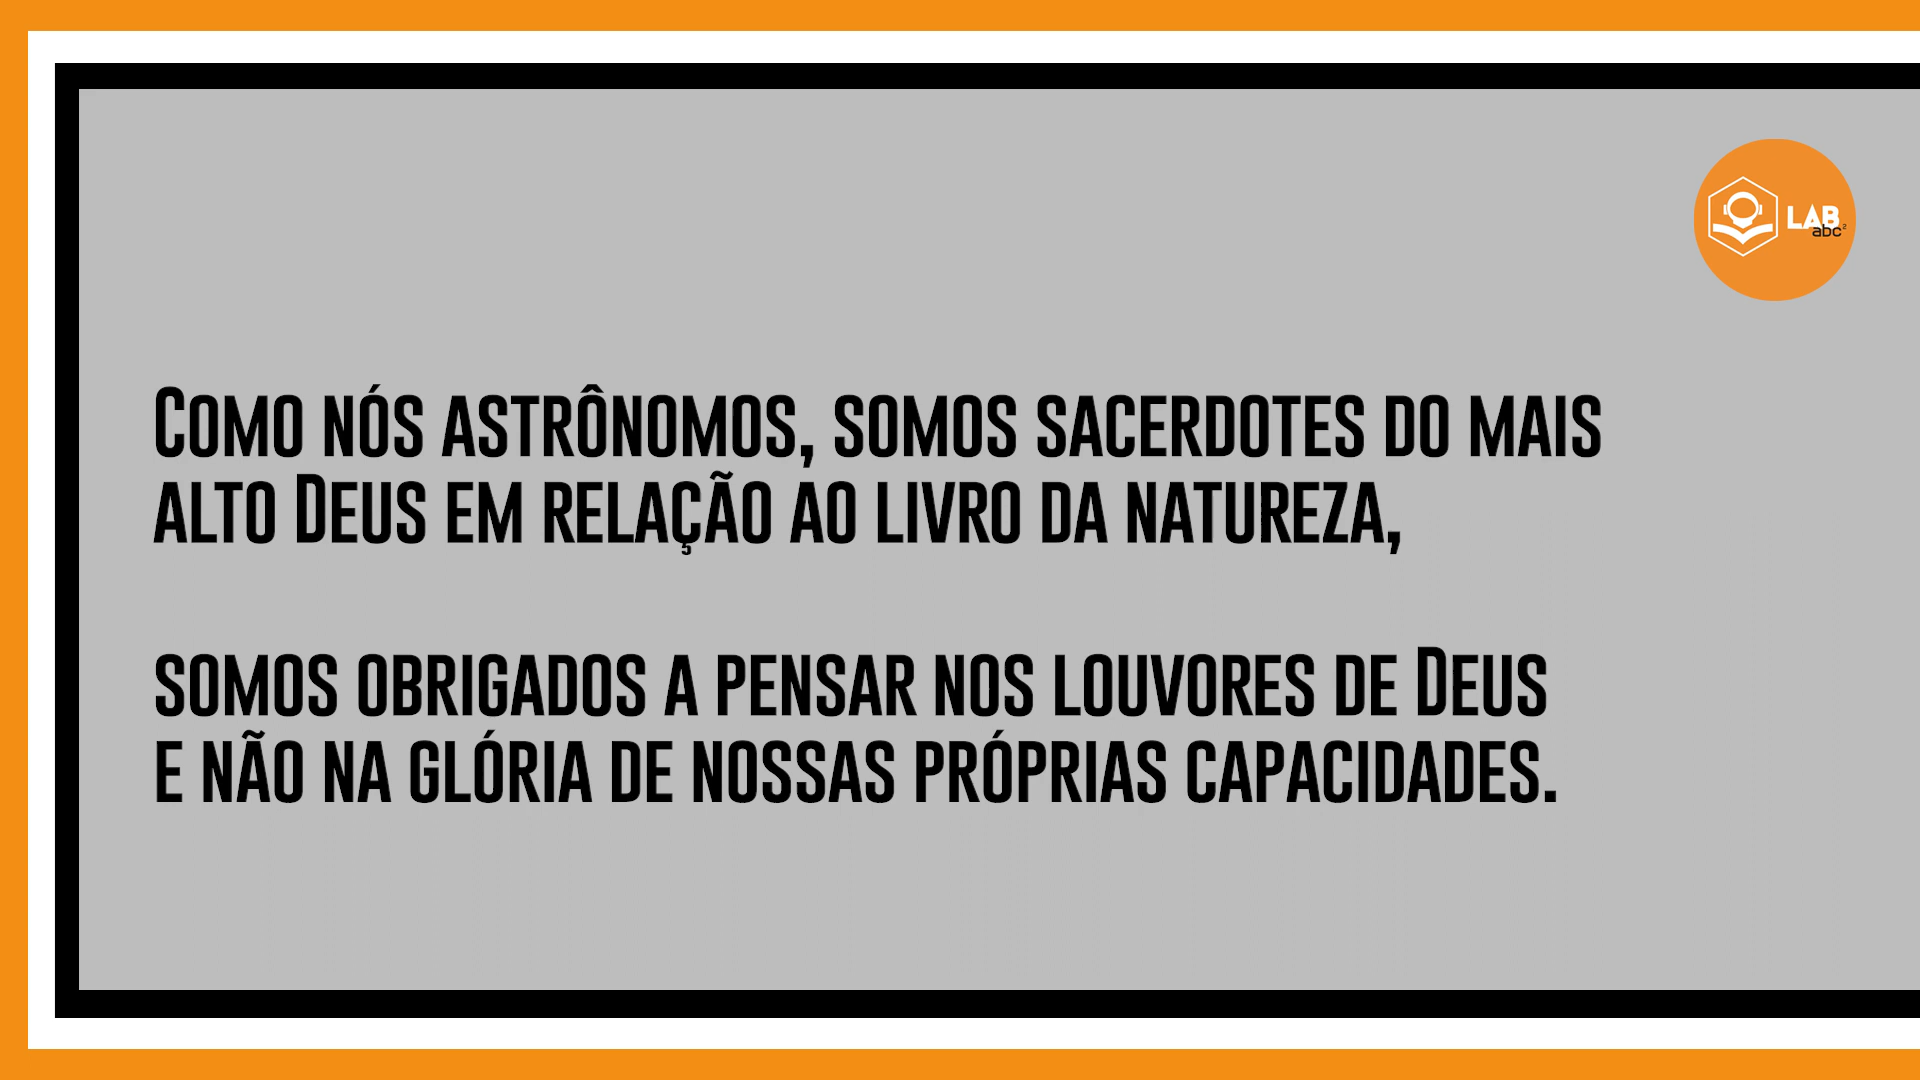 LAB
abc²
Como nós astrônomos, somos sacerdotes do mais
alto Deus em relação ao livro da natureza,
somos obrigados a pensar nos louvores de Deus
e não na glória de nossas próprias capacidades.